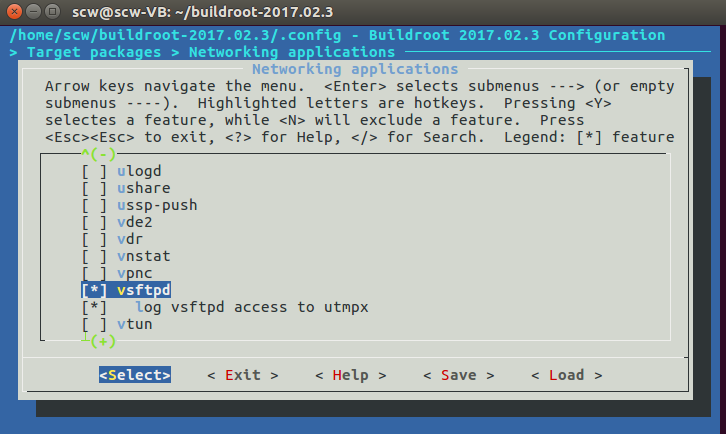 scw@scw-VB: ~/buildroot-2017.02.3
/home/scw/buildroot-2017.02.3/.config - Buildroot 2017.02.3 Configuration
> Target packages > Networking applications
Networking applications
Arrow keys navigate the menu.  <Enter> selects submenus ---> (or empty
submenus ----).  Highlighted letters are hotkeys.  Pressing <Y>
selectes a feature, while <N> will exclude a feature.  Press
<Esc><Esc> to exit, <?> for Help, </> for Search.  Legend: [*] feature
^(-)
[ ] ulogd
[ ] ushare
[ ] ussp-push
[ ] vde2
[ ] vdr
[ ] vnstat
[ ] vpnc
[*] vsftpd
[*]   log vsftpd access to utmpx
[ ] vtun
(+)
<Select>    < Exit >    < Help >    < Save >    < Load >